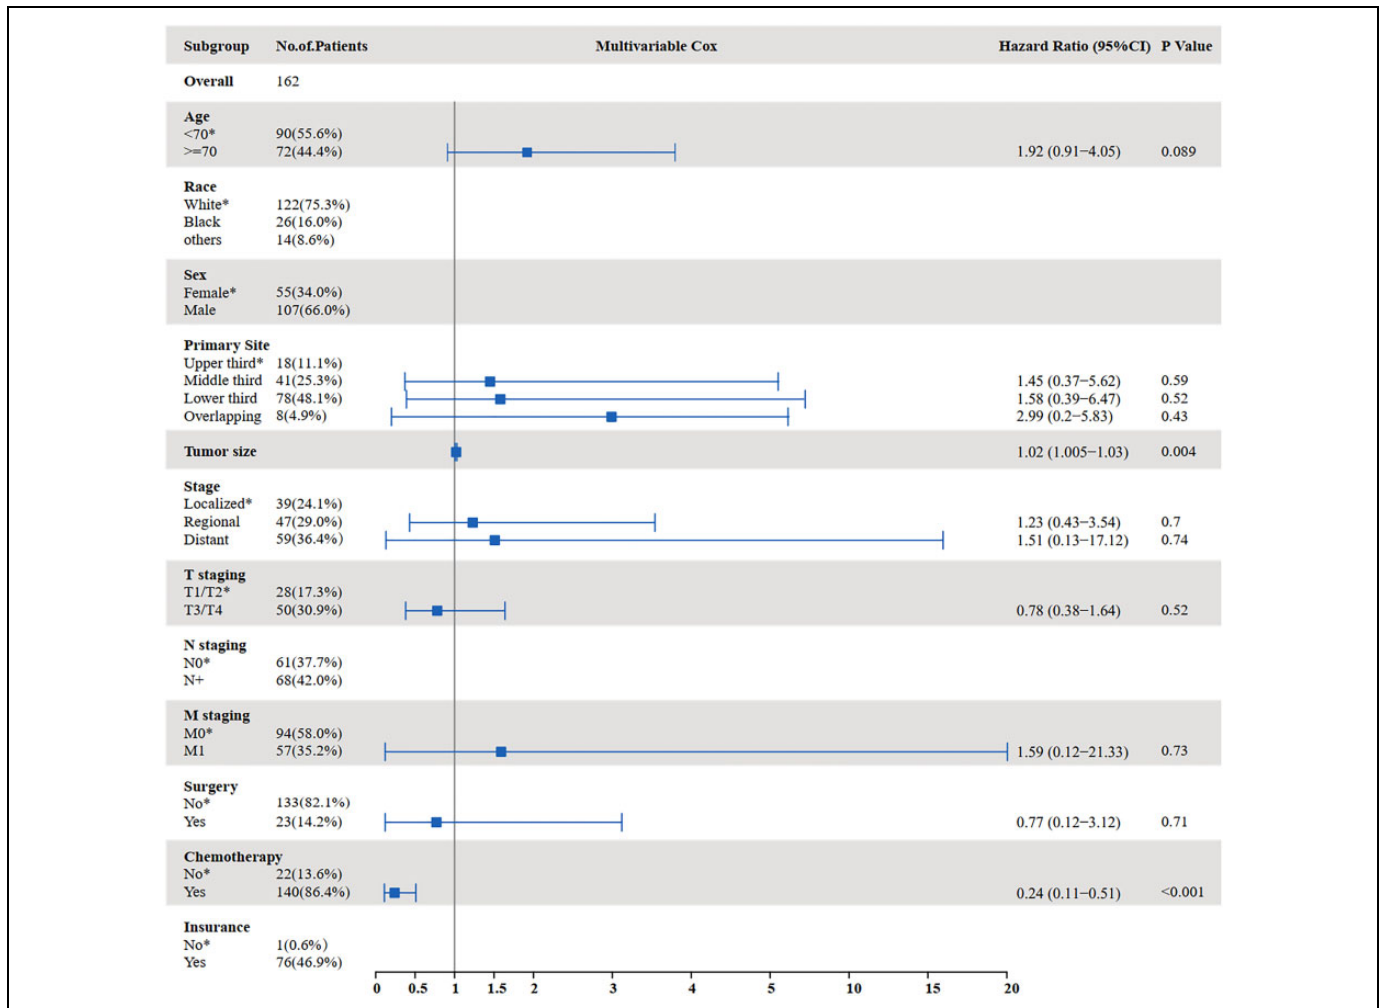 Subgroup No.of.Patients Multivariable Cox Hazard Ratio (95%CI) P Value
Overall 162
Age
<70* 90(55.6%)
>=70 72(44.4%) 1.92 (0.91−4.05) 0.089
Race
White* 122(75.3%)
Black 26(16.0%)
others 14(8.6%)
Sex
Female* 55(34.0%)
Male 107(66.0%)
Primary Site
Upper third* 18(11.1%)
Middle third 41(25.3%) 1.45 (0.37−5.62) 0.59
Lower third 78(48.1%) 1.58 (0.39−6.47) 0.52
Overlapping 8(4.9%) 2.99 (0.2−5.83) 0.43
Tumor size 1.02 (1.005−1.03) 0.004
Stage
Localized* 39(24.1%)
Regional 47(29.0%) 1.23 (0.43−3.54) 0.7
Distant 59(36.4%) 1.51 (0.13−17.12) 0.74
T staging
T1/T2* 28(17.3%)
T3/T4 50(30.9%) 0.78 (0.38−1.64) 0.52
N staging
N0* 61(37.7%)
N+ 68(42.0%)
M staging
M0* 94(58.0%)
M1 57(35.2%) 1.59 (0.12−21.33) 0.73
Surgery
No* 133(82.1%)
Yes 23(14.2%) 0.77 (0.12−3.12) 0.71
Chemotherapy
No* 22(13.6%)
Yes 140(86.4%) 0.24 (0.11−0.51) <0.001
Insurance
No* 1(0.6%)
Yes 76(46.9%)
0 0.5 1 1.5 2 3 4 5 10 15 20